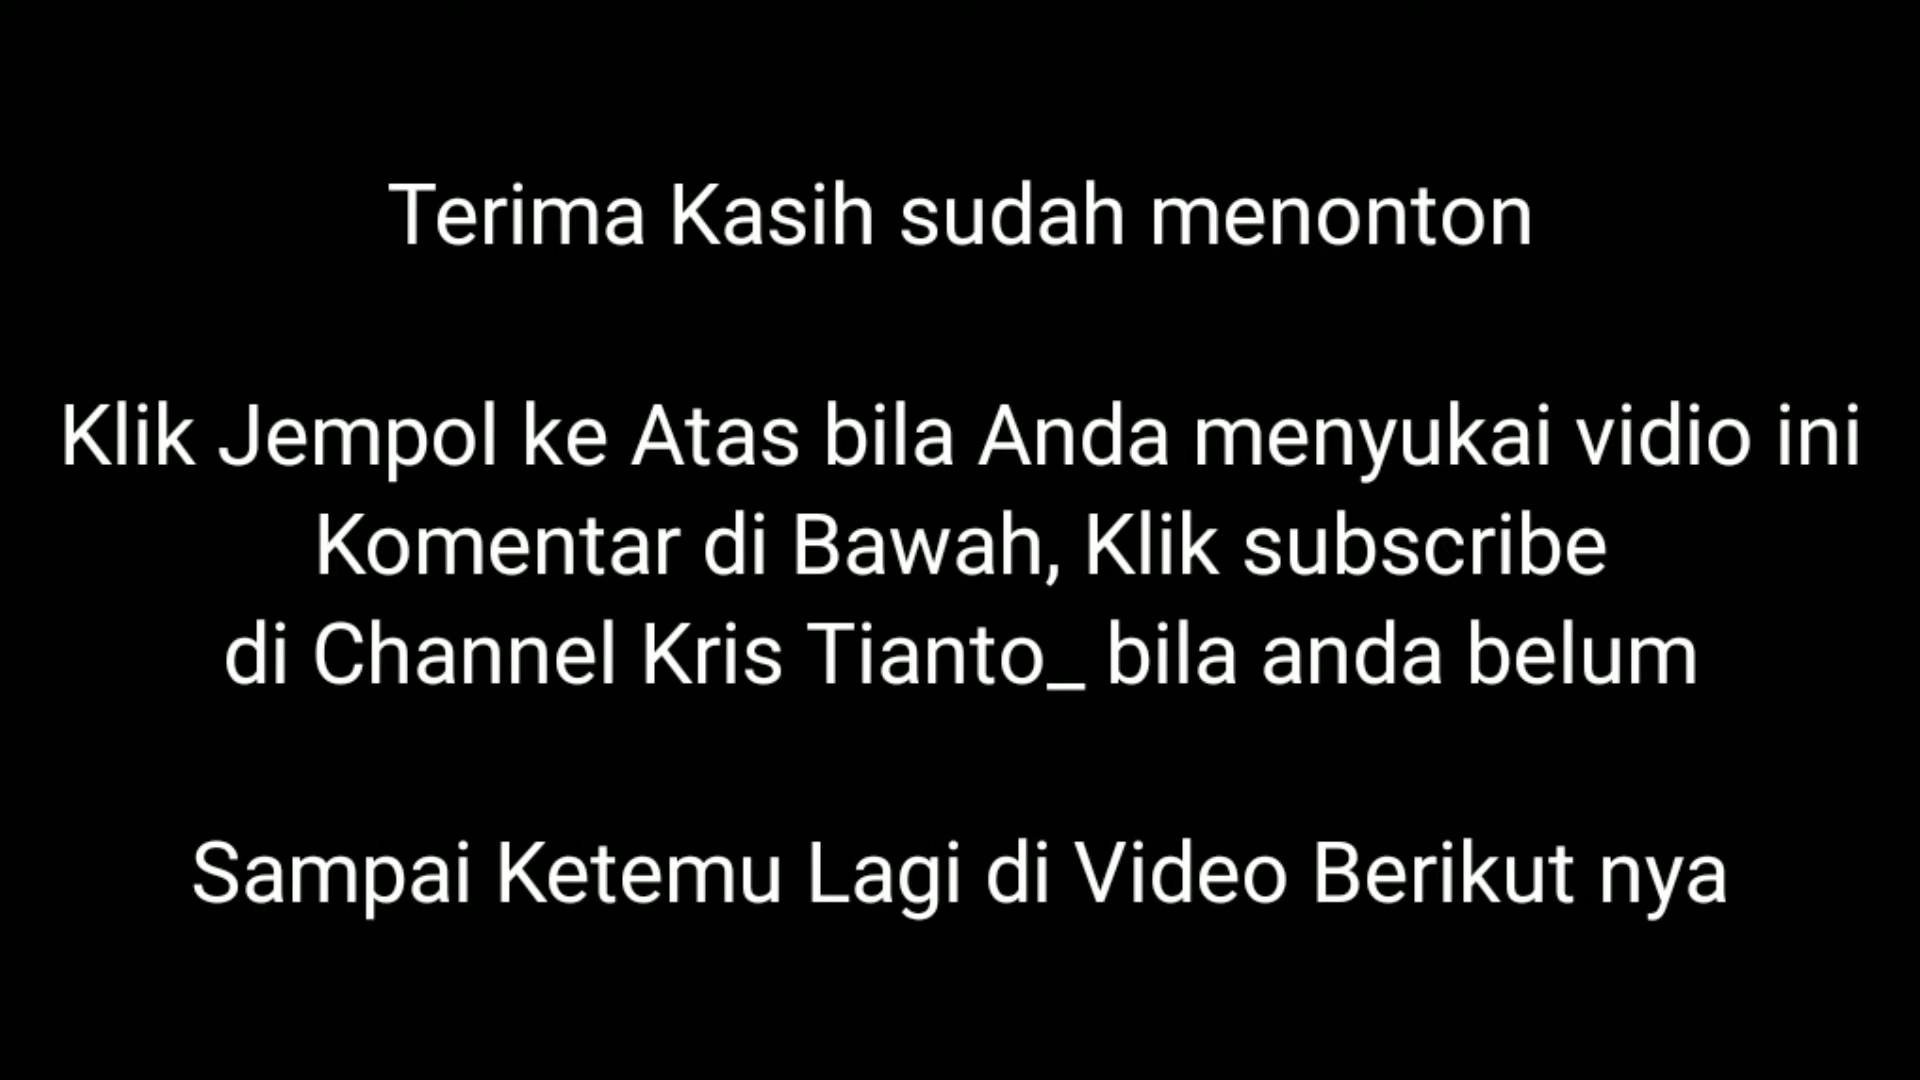 Terima Kasih sudah menonton
Klik Jempol ke Atas bila Anda menyukai vidio ini
Komentar di Bawah, Klik subscribe
di Channel Kris Tianto_ bila anda belum
Sampai Ketemu Lagi di Video Berikut nya